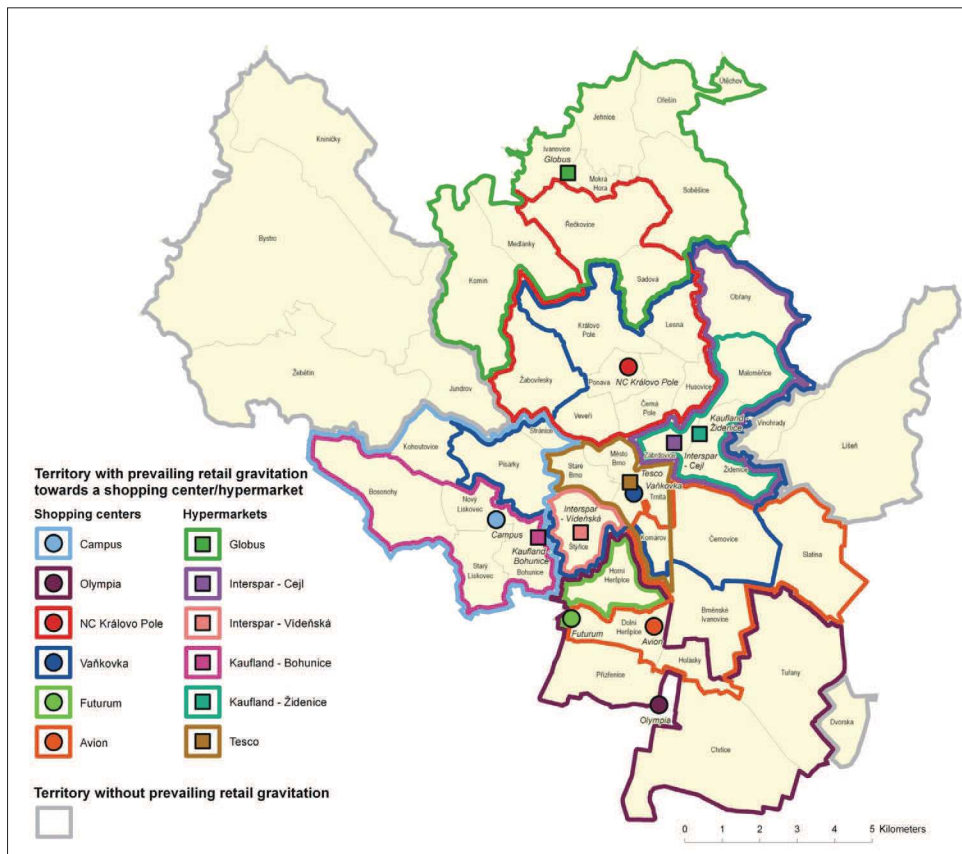 Útěchov
Ořešín
Jehnice
Kníničky
Ivanovice
Globus
Mokrá
Hora
Soběšice
Řečkovice
Bystrc
Medlánky
Sadová
Komín
Obřany
Královo
Pole
Lesná
Maloměřice
Žebětín
Jundrov
Žabovřesky
Ponava
NC Královo Pole
Husovice
Černá
Pole
Veveří
Kaufland -
Židenice
Vinohrady
Líšeň
Stránice
Kohoutovice
Město
Brno
Zábrdovice
Interspar
- Cejl
Židenice
Pisárky
Staré
Brno
Tesco
Vaňkovka
Trnitá
Bosonohy
Nový
Lískovec
Campus
Interspar
- Vídeňská
Štýřice
Kaufland -
Bohunice
Bohunice
Komárov
Černovice
Slatina
Starý
Lískovec
Horní
Heršpice
Brněnské
Ivanovice
Futurum
Dolní
Heršpice
Avion
Holásky
Přízřenice
Tuřany
Olympia
Dvorska
Chrlice
Territory with prevailing retail gravitation
towards a shopping center/hypermarket
Shopping centers
Hypermarkets
Campus
Globus
Olympia
Interspar - Cejl
NC Královo Pole
Interspar - Vídeňská
Vaňkovka
Kaufland - Bohunice
Futurum
Kaufland - Židenice
Avion
Tesco
Territory without prevailing retail gravitation
0 1 2 3 4 5 Kilometers